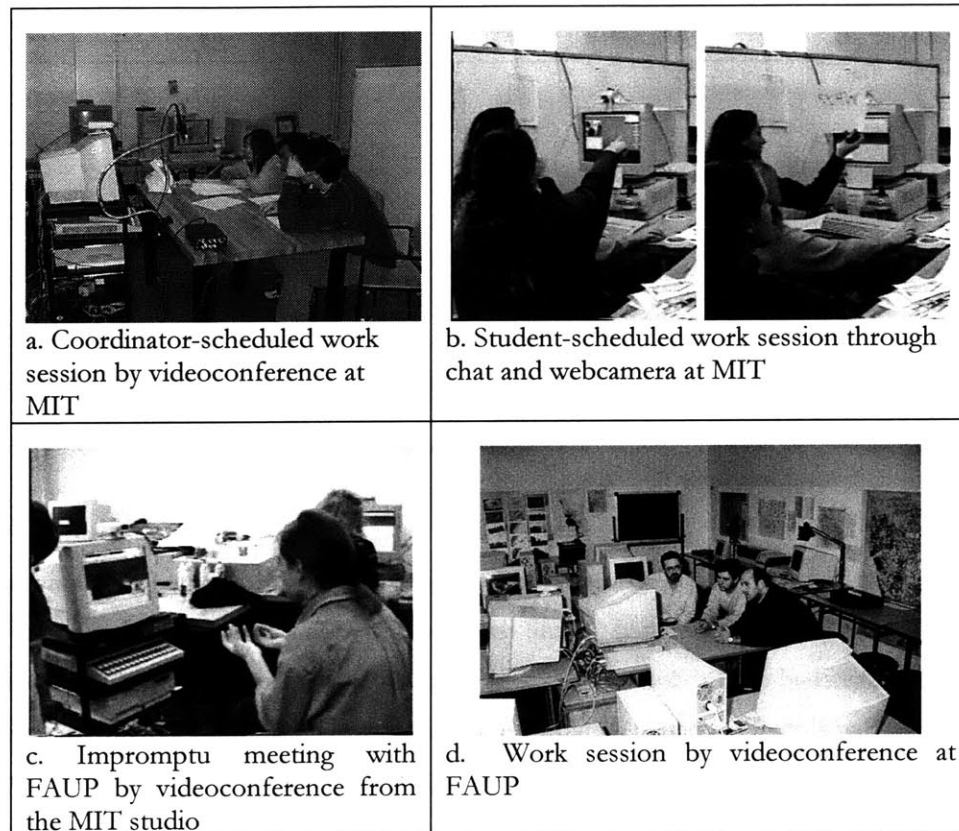 a. Coordinator-scheduled work
session by videoconference at
MIT
b. Student-scheduled work session through
chat and webcamera at MIT
c. Impromptu meeting with
FAUP by videoconference from
the MIT studio
d. Work session by videoconference at
FAUP